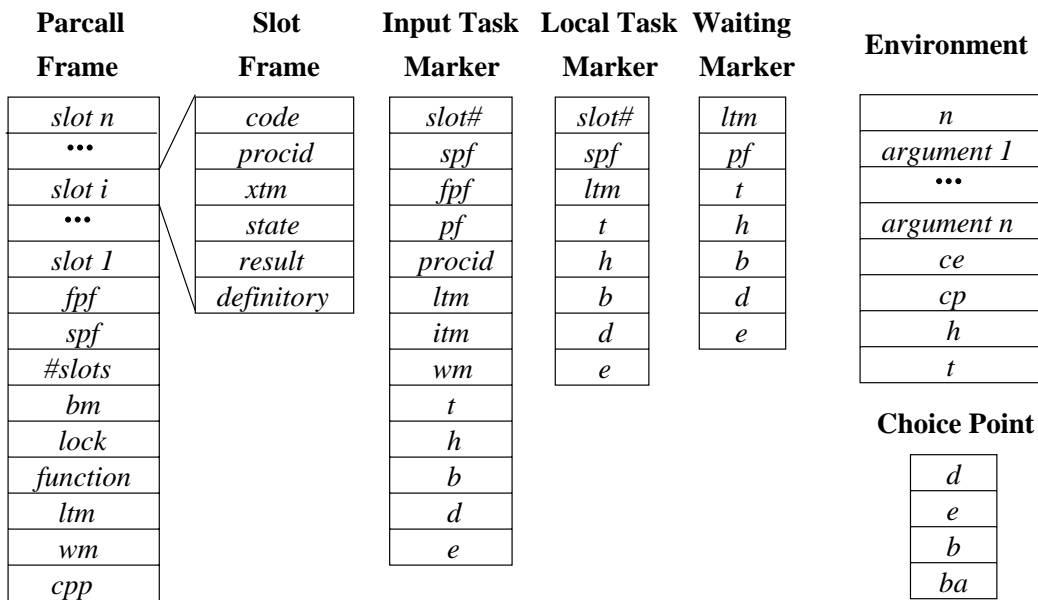 Parcall
Frame
slot n
•••
slot i
•••
slot 1
fpf
spf
#slots
bm
lock
function
ltm
wm
cpp
Slot
Frame
code
procid
xtm
state
result
definitory
Input Task
Marker
slot#
spf
fpf
pf
procid
ltm
itm
wm
t
h
b
d
e
Local Task
Marker
slot#
spf
ltm
t
h
b
d
e
Waiting
Marker
ltm
pf
t
h
b
d
e
Environment
n
argument 1
•••
argument n
ce
cp
h
t
Choice Point
d
e
b
ba